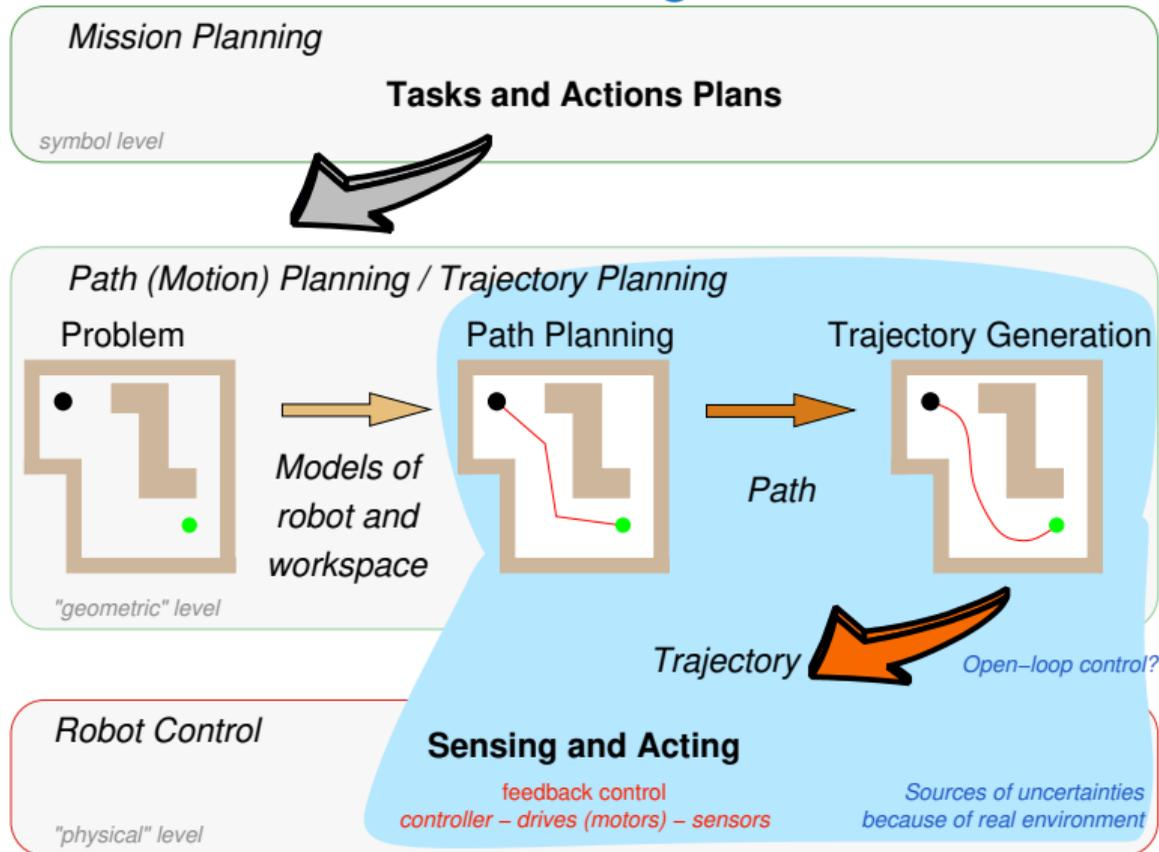 Mission Planning
Tasks and Actions Plans
symbol level
Path (Motion) Planning / Trajectory Planning
Problem
Path Planning
Trajectory Generation
Models of
robot and
workspace
Path
"geometric" level
Trajectory
Open–loop control?
Robot Control
Sensing and Acting
feedback control
controller – drives (motors) – sensors
Sources of uncertainties
because of real environment
"physical" level